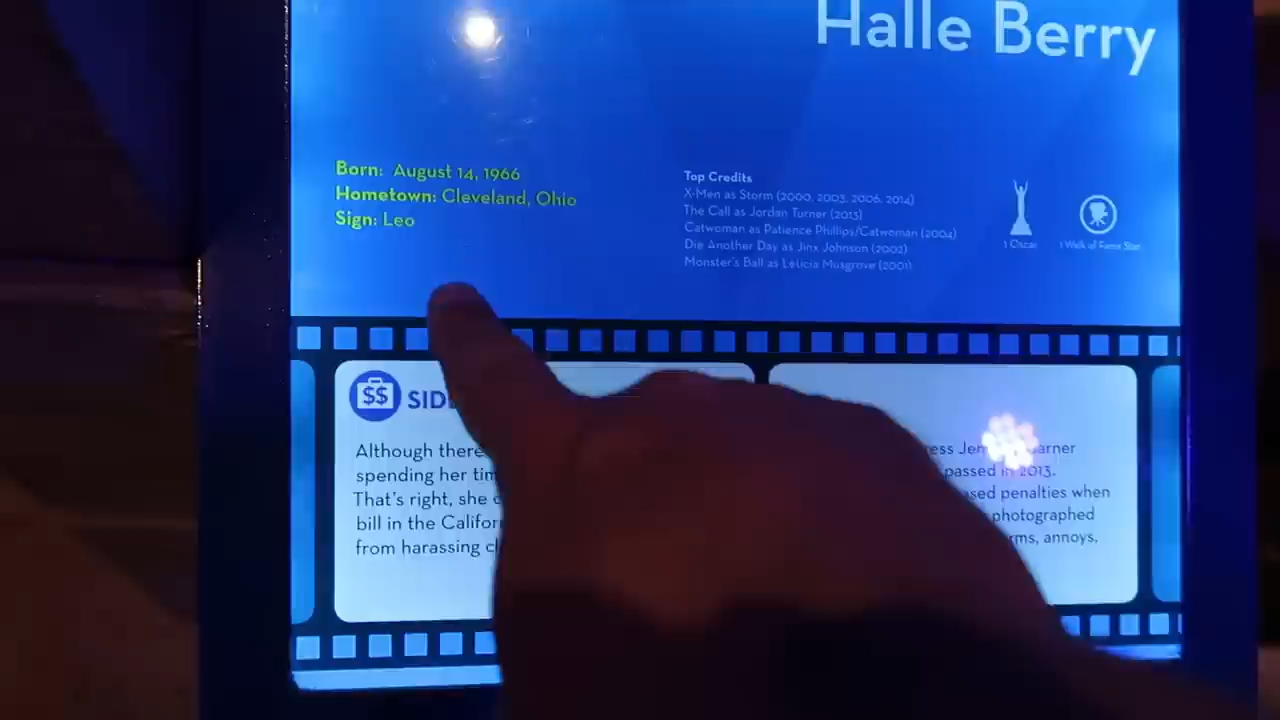 Halle Berry
Born: August 14, 1966
Hometown: Cleveland, Ohio
Sign: Leo
Top Credits
X-Men as Storm (2000, 2003, 2006, 2014)
The Call as Jordan Turner (2013)
Catwoman as Patience Phillips/Catwoman (2004)
Die Another Day as Jinx Johnson (2002)
Monster's Ball as Leticia Musgrove (2001)
1 Oscar
1 Walk of Fame Star
$$
Although there
spending her
That's right, she
bill in the
from harassing
passed in 2013.
penalties when
photographed
annoys,